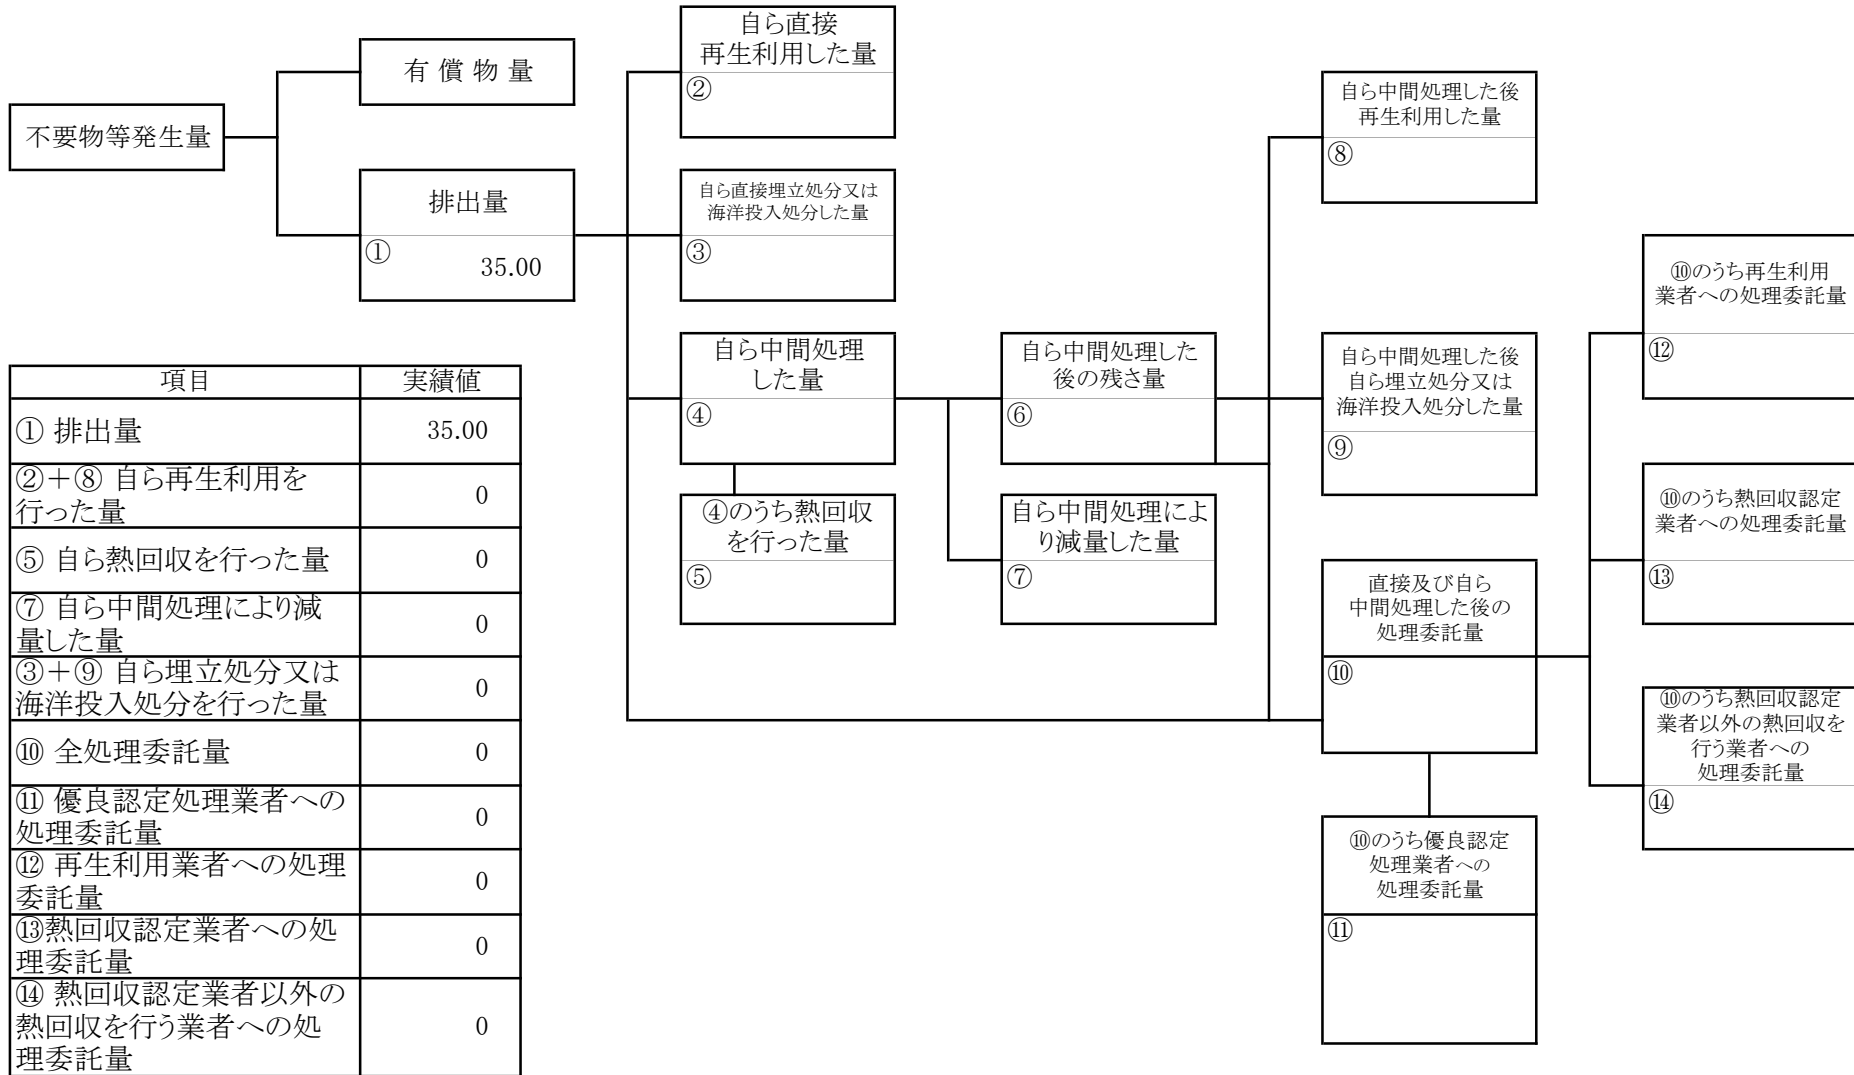 自ら直接
再生利用した量
②
有 償 物 量
不要物等発生量
自ら中間処理した後
再生利用した量
⑧
排出量
① 35.00
自ら直接埋立処分又は
海洋投入処分した量
③
⑩のうち再生利用
業者への処理委託量
⑫
自ら中間処理
した量
④
自ら中間処理した
後の残さ量
⑥
自ら中間処理した後
自ら埋立処分又は
海洋投入処分した量
⑨
④のうち熱回収
を行った量
⑤
自ら中間処理によ
り減量した量
⑦
⑩のうち熱回収認定
業者への処理委託量
⑬
直接及び自ら
中間処理した後の
処理委託量
⑩
⑩のうち熱回収認定
業者以外の熱回収を
行う業者への
処理委託量
⑭
⑩のうち優良認定
処理業者への
処理委託量
⑪
項目 実績値
① 排出量 35.00
②+⑧ 自ら再生利用を
行った量 0
⑤ 自ら熱回収を行った量 0
⑦ 自ら中間処理により減
量した量 0
③+⑨ 自ら埋立処分又は
海洋投入処分を行った量 0
⑩ 全処理委託量 0
⑪ 優良認定処理業者への
処理委託量 0
⑫ 再生利用業者への処理
委託量 0
⑬熱回収認定業者への処
理委託量 0
⑭ 熱回収認定業者以外の
熱回収を行う業者への処 0
理委託量